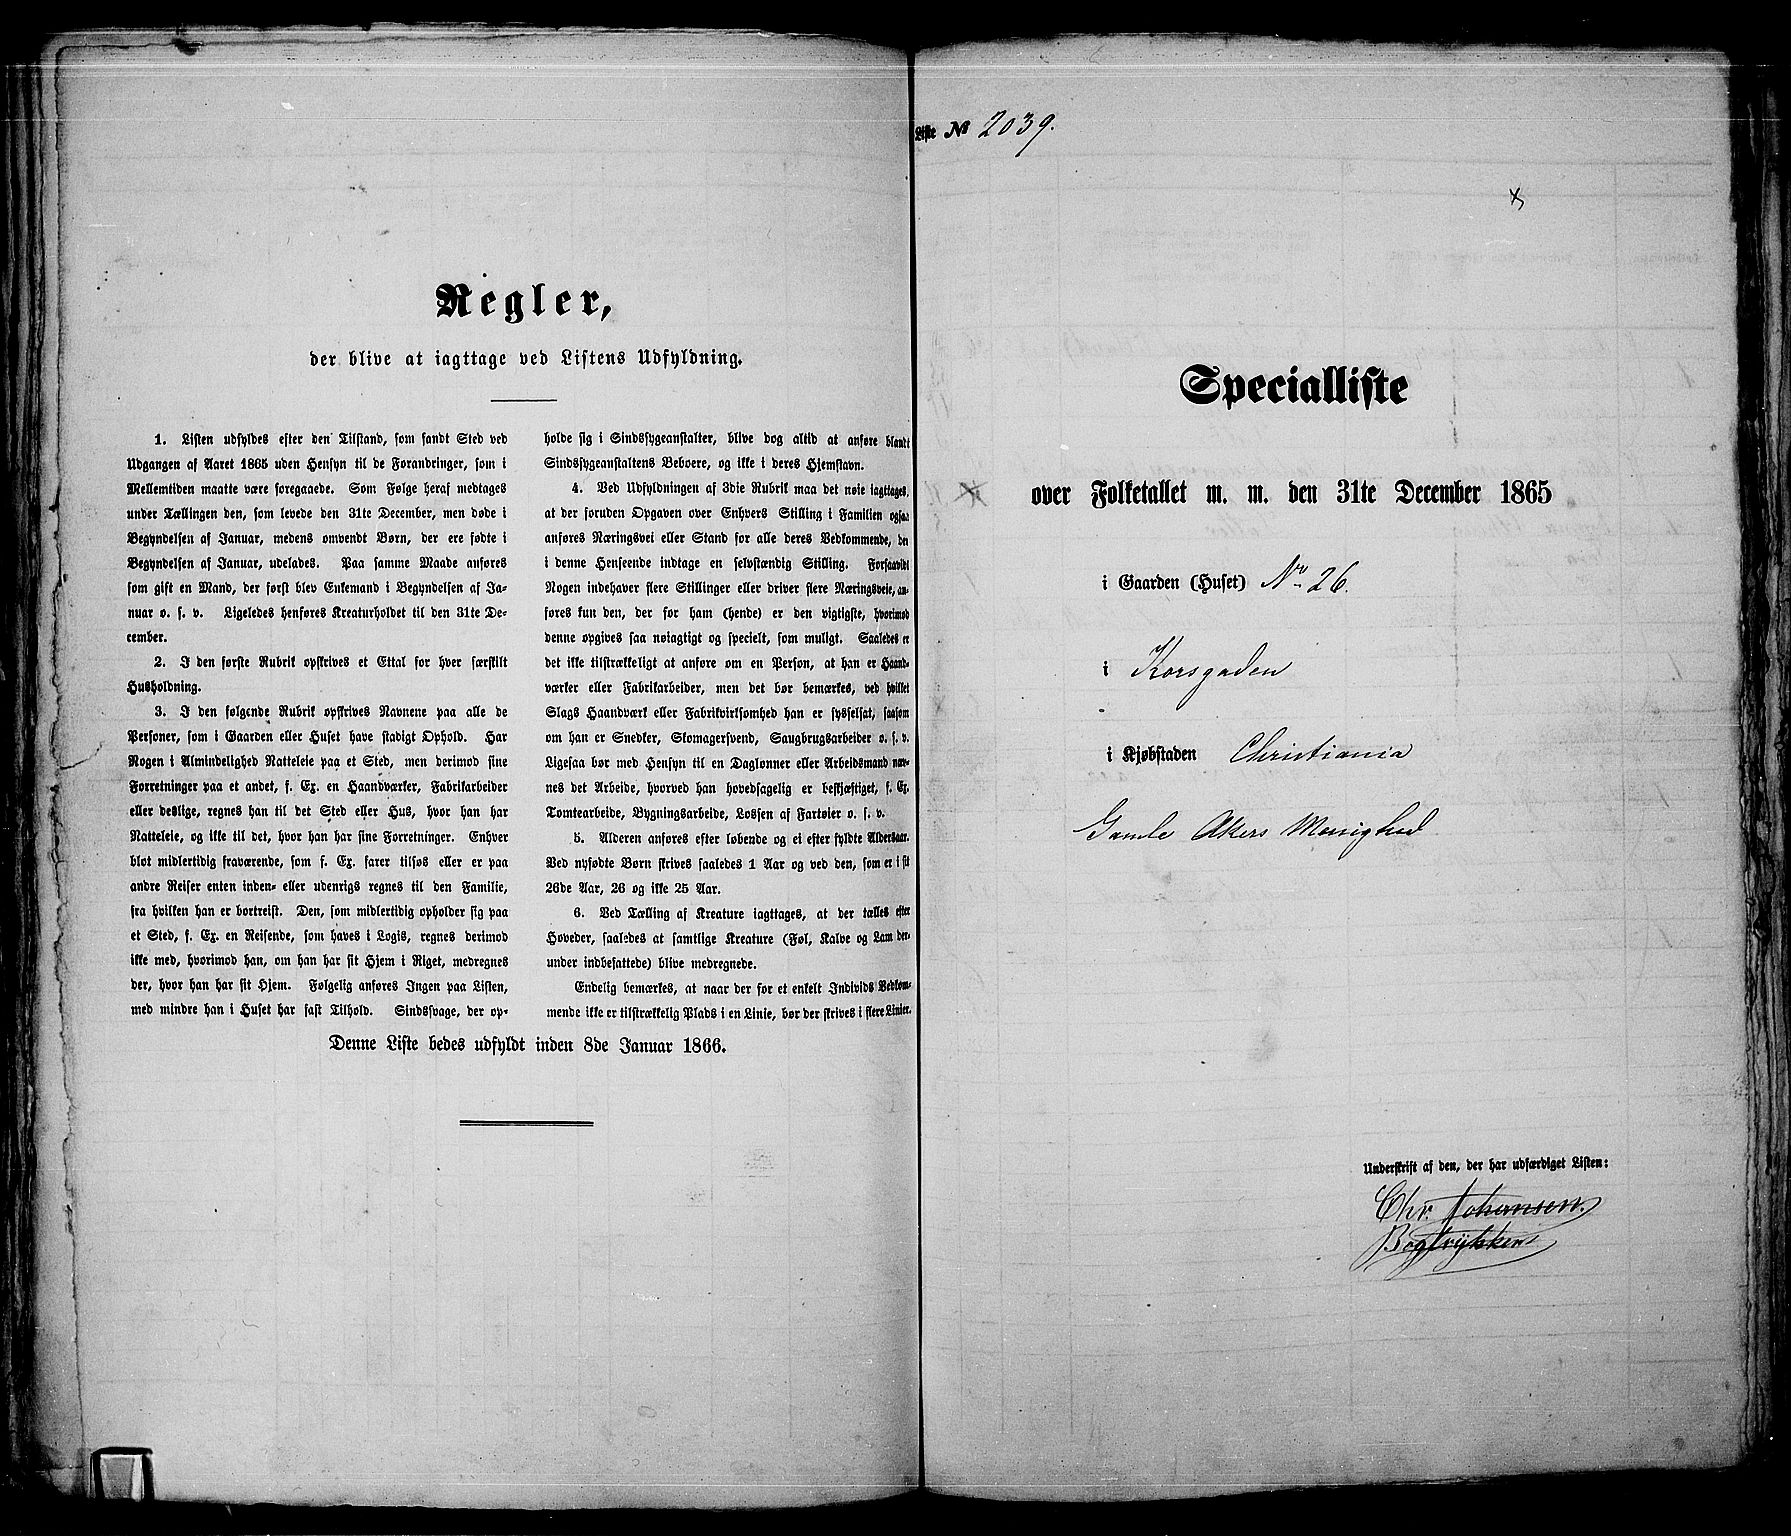 Regler,
der blive at iagttage ved Listens Udfyldning.
1. Listen udfyldes efter den Tilstand, som fandt Sted ved
Udgangen af Aaret 1865 uden Hensyn til de Forandringer, som i
Mellemtiden maatte være foregaaede. Som Følge heraf medtages
under Tællingen den, som levede den 31te December, men døde i
Begyndelsen af Januar, medens omvendt Børn, der ere fødte i
Begyndelsen af Januar, udelades. Paa samme Maade anføres
som gift en Mand, der først blev Enkemand i Begyndelsen af Ja-
nuar o. s. v. Ligeledes henføres Kreaturholdet til den 31te De-
cember.
2. I den første Rubrik opskrives et Ettal for hver særskilt
Husholdning.
3. I den følgende Rubrik opskrives Navnene paa alle de
Personer, som i Gaarden eller Huset have stadigt Ophold. Har
Nogen i Almindelighed Natteleie paa et Sted, men derimod sine
Forretninger paa et andet, f. Ex. en Haandværker, Fabrikarbeider
eller deslige, regnes han til det Sted eller Hus, hvor han har
Natteleie, og ikke til det, hvor han har sine Forretninger. Enhver
blot midlertidig fraværende, som f. Ex. farer tilsøs eller er paa
andre Reiser enten inden- eller udenrigs regnes til den Familie,
fra hvilken han er bortreist. Den, som midlertidig opholder sig paa
et Sted, f. Ex. en Reisende, som haves i Logis, regnes derimod
ikke med, hvorimod han, om han har sit Hjem i Riget, medregnes
der, hvor han har sit Hjem. Følgelig anføres Ingen paa Listen,
med mindre han i Huset har fast Tilhold. Sindssvage, der op-
holde sig i Sindssygeanstalter, blive dog altid at anføre blandt
Sindssygeanstaltens Beboere, og ikke i deres Hjemstavn.
4. Ved Udfyldningen af 3die Rubrik maa det nøie iagttages,
at der foruden Opgaven over Enhvers Stilling i Familien ogsaa
anføres Næringsvei eller Stand for alle deres Vedkommende, der
i denne Henseende indtage en selvstændig Stilling. Forsaavidt
Nogen indehaver flere Stillinger eller driver flere Næringsveie, an-
føres kun den, der for ham (hende) er den vigtigste, hvorimod
denne opgives saa nøiagtigt og specielt, som muligt. Saaledes er
det ikke tilstrækkeligt at anføre om en Person, at han er Haand-
værker eller Fabrikarbeider, men det bør bemærkes, ved hvilket
Slags Haandværk eller Fabrikvirksomhed han er sysselsat, saasom
om han er Snedker, Skomagersvend, Saugbrugsarbeider o. s. v.
Ligesaa bør med Hensyn til en Daglønner eller Arbeidsmand næv-
nes det Arbeide, hvorved han hovedsagelig er beskjæftiget, f. Ex.
Tomtearbeide, Bygningsarbeide, Lossen af Fartøier o. s. v.
5. Alderen anføres efter løbende og ei efter fyldte Aldersaar.
Ved nyfødte Børn skrives saaledes 1 Aar og ved den, som er i sit
26de Aar, 26 og ikke 25 Aar.
6. Ved Tælling af Kreature iagttages, at der tælles efter
Hoveder, saaledes at samtlige Kreature (Føl, Kalve og Lam der-
under indbefattede) blive medregnede.
Endelig bemærkes, at naar der for et enkelt Individs Vedkom-
mende ikke er tilstrækkelig Plads i en Linie, bør der skrives i flere Linier.
Denne Liste bedes udfyldt inden 8de Januar 1866.
Liste № 2039.
Specialliste
over Folketallet m. m. den 31te December 1865
i Gaarden (Huset) No 26.
i Korsgaden
i Kjøbstaden Christiania
Gamle Akers Menighed
Underskrift af den, der har udfærdiget Listen:
Chr. Johansen.
Bogtrykker